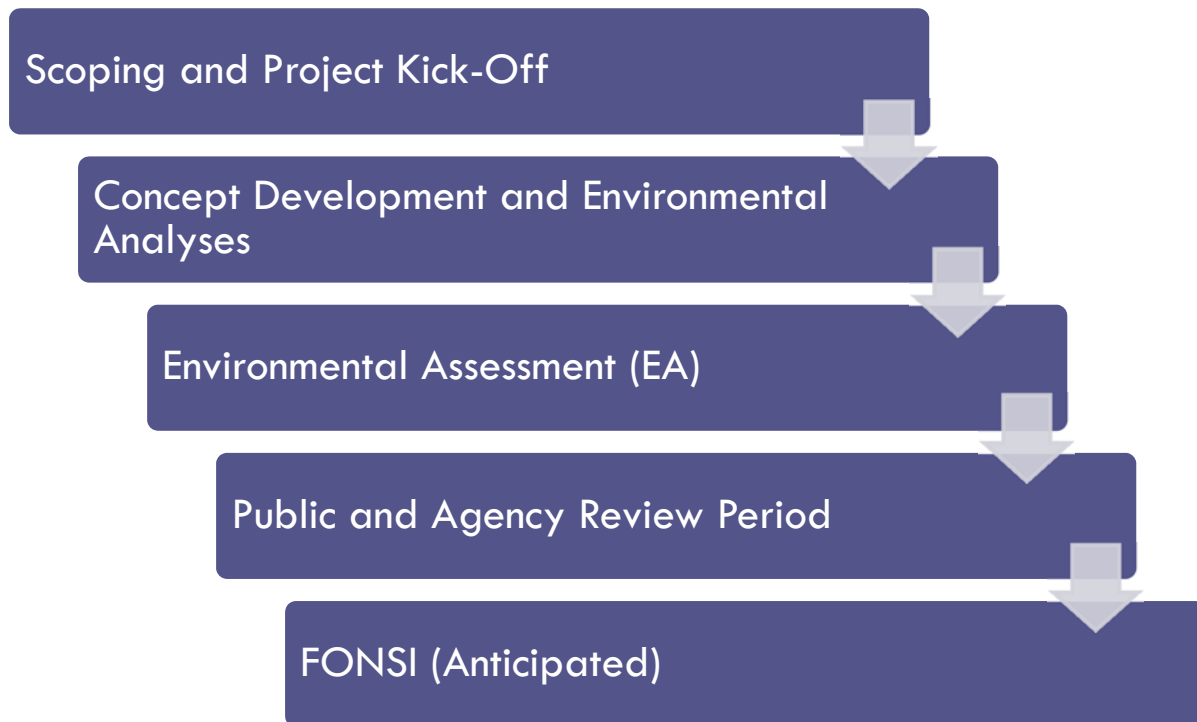 Scoping and Project Kick-Off
Concept Development and Environmental
Analyses
Environmental Assessment (EA)
Public and Agency Review Period
FONSI (Anticipated)